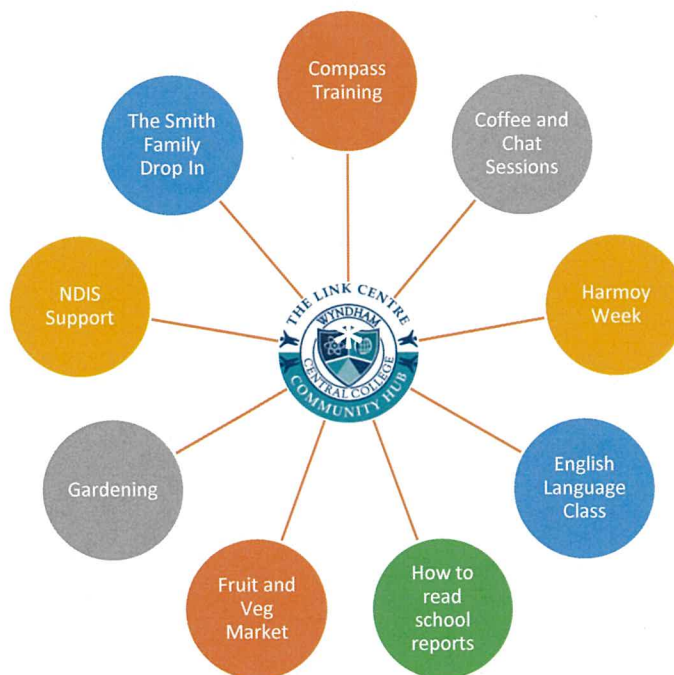 Compass
Training
Coffee and
Chat
Sessions
Harmoy
Week
English
Language
Class
How to
read
school
reports
Fruit and
Veg
Market
Gardening
NDIS
Support
The Smith
Family
Drop In
THE LINK CENTRE
WYNDHAM
CENTRAL COLLEGE
COMMUNITY HUB